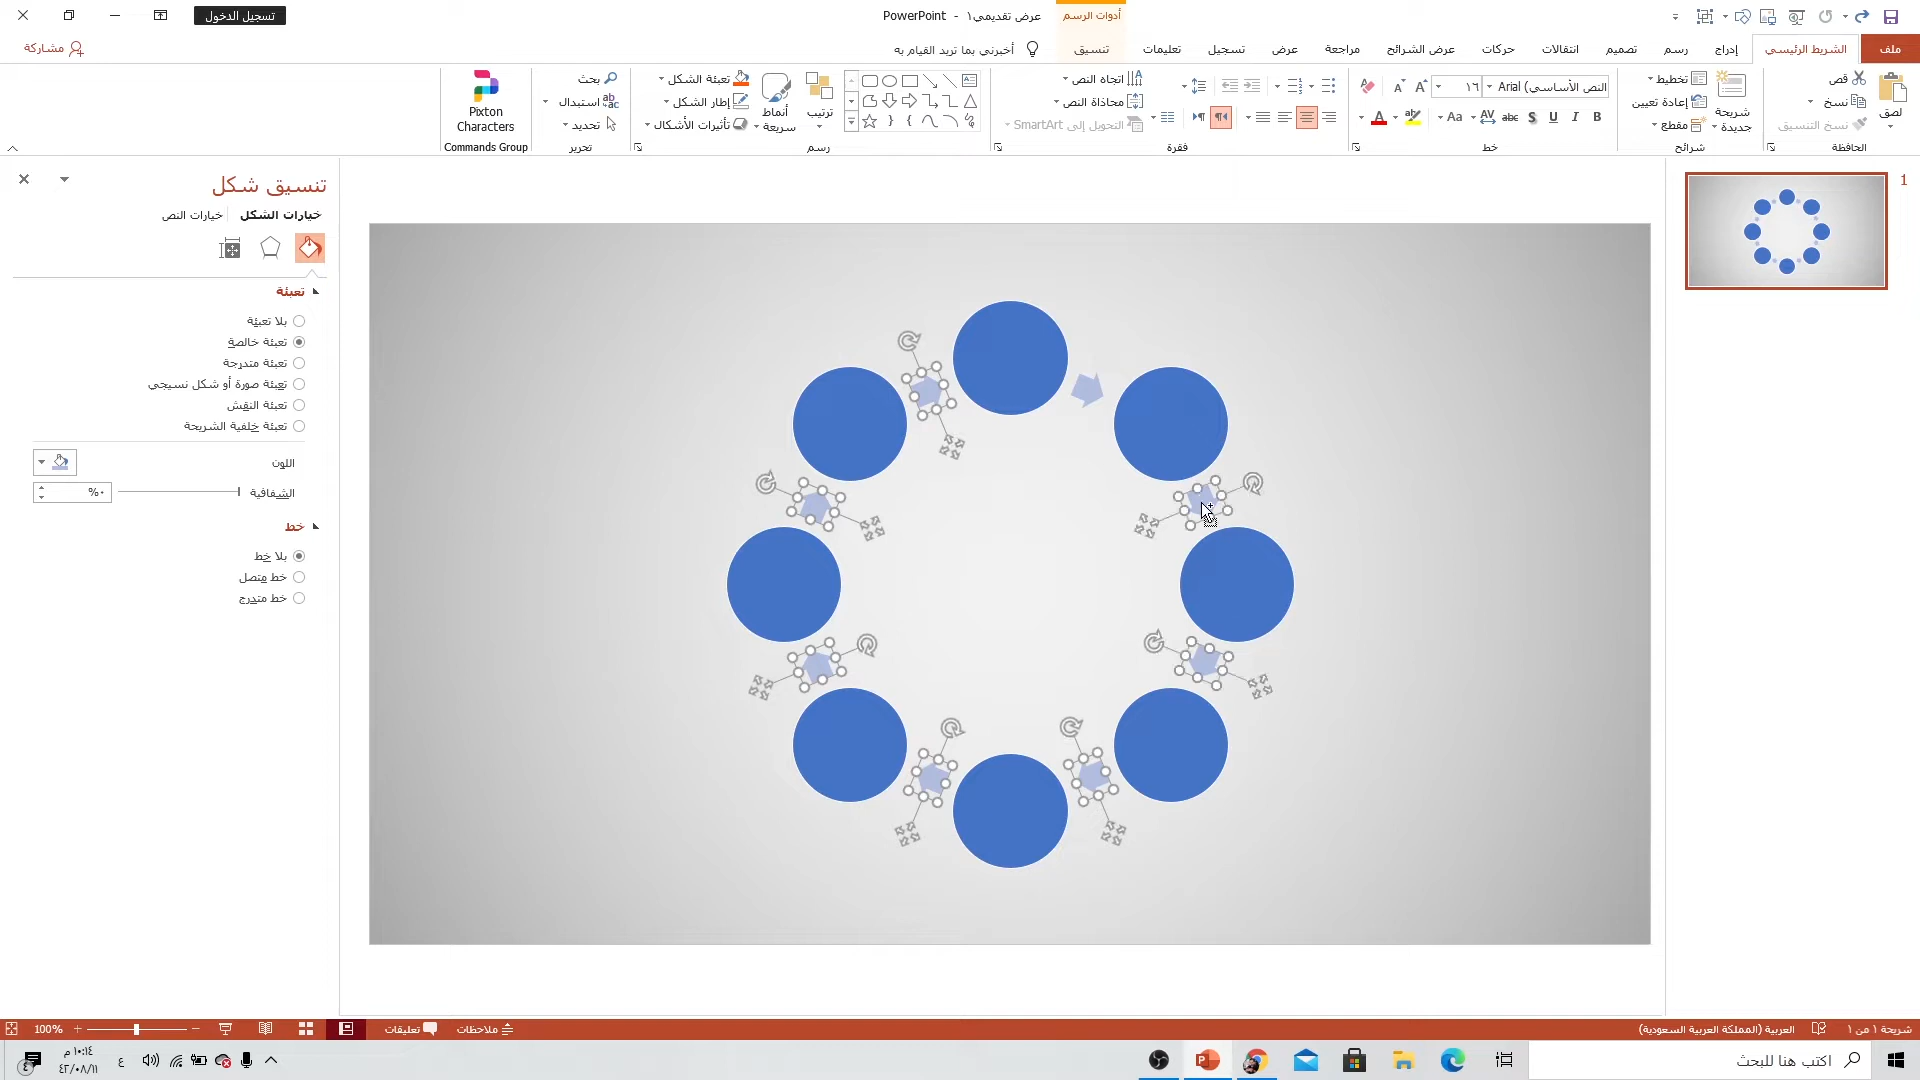 عرض تقديمي١ - PowerPoint
أدوات الرسم
تسجيل الدخول
ملف
الشريط الرئيسي
إدراج
رسم
تصميم
انتقالات
حركات
عرض الشرائح
مراجعة
عرض
تسجيل
تعليمات
تنسيق
أخبرني بما تريد القيام به
مشاركة
لصق
قص
نسخ
نسخ التنسيق
الحافظة
شريحة جديدة
تخطيط
إعادة تعيين
مقطع
شرائح
النص الأساسي) Arial
١٦
B I U S abc AV Aa
A
خط
اتجاه النص
محاذاة النص
التحويل إلى SmartArt
فقرة
ترتيب
أنماط سريعة
تعبئة الشكل
إطار الشكل
تأثيرات الأشكال
رسم
بحث
استبدال
تحديد
تحرير
Pixton Characters
Commands Group
تنسيق شكل
خيارات الشكل
خيارات النص
تعبئة
بلا تعبئة
تعبئة خالصة
تعبئة متدرجة
تعبئة صورة أو شكل نسيجي
تعبئة النقش
تعبئة خلفية الشريحة
اللون
الشفافية
%٠
خط
بلا خط
خط متصل
خط متدرج
1
شريحة ١ من ١
العربية (المملكة العربية السعودية)
ملاحظات
تعليقات
100%
اكتب هنا للبحث
ع
١٠:١٤ م
٤٢/٠٨/١١
٤